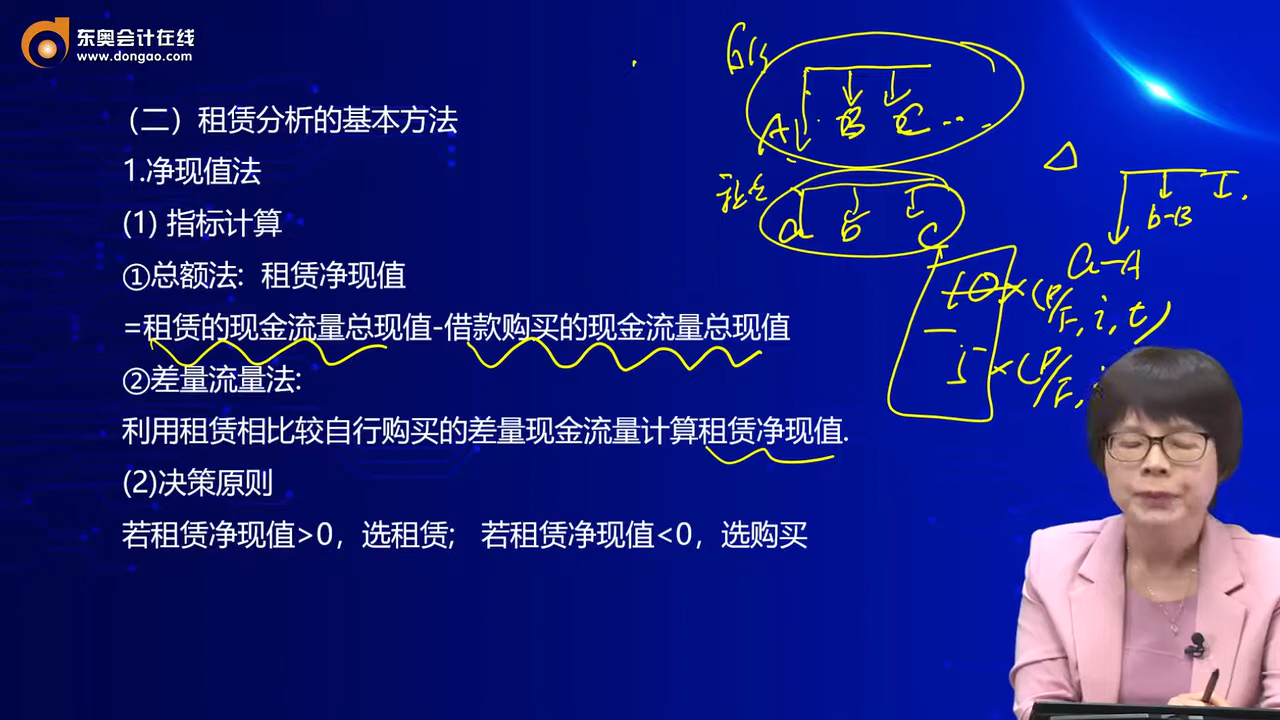 东奥会计在线
www.dongao.com
（二）租赁分析的基本方法
1.净现值法
(1) 指标计算
①总额法：租赁净现值
=租赁的现金流量总现值-借款购买的现金流量总现值
②差量流量法:
利用租赁相比较自行购买的差量现金流量计算租赁净现值.
(2)决策原则
若租赁净现值>0，选租赁； 若租赁净现值<0，选购买
A B C ..
Δ
a b C
b-B
a-A
10×(P/F, i, t)
5×(P/F,